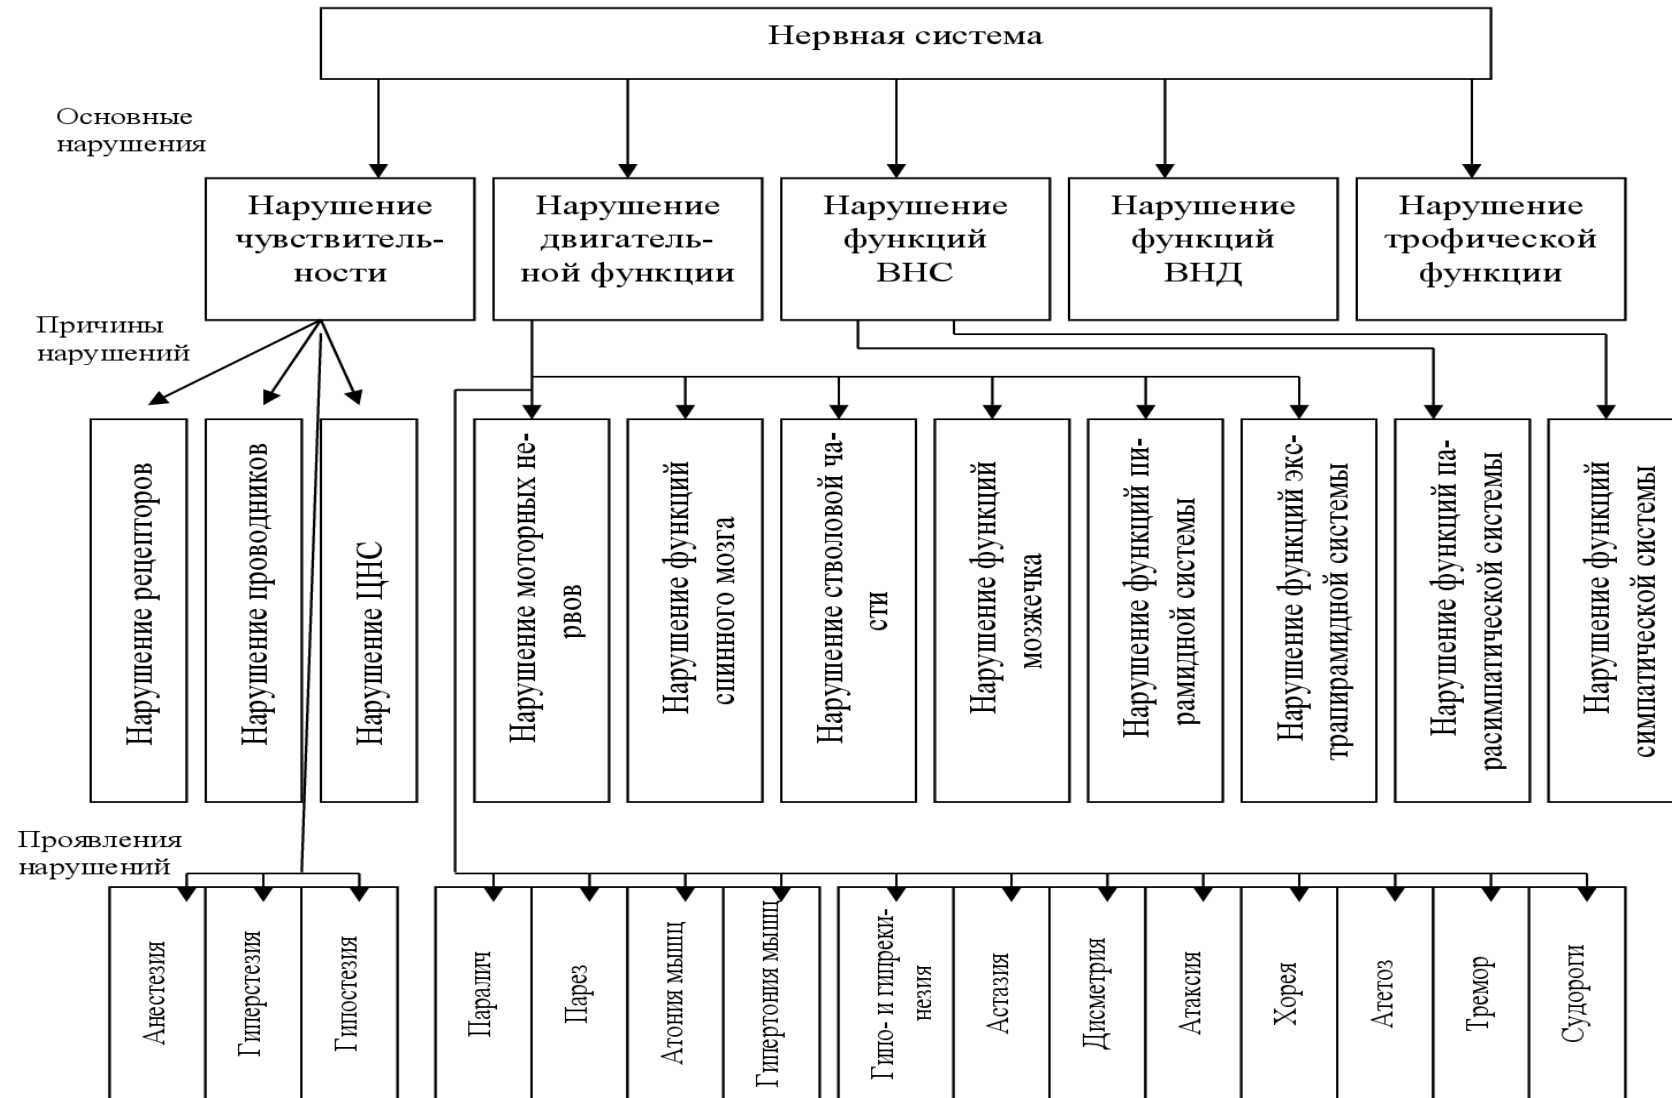 Нервная система
Основные
нарушения
Нарушение
чувствитель-
ности
Нарушение
двигатель-
ной функции
Нарушение
функций
ВНС
Нарушение
функций
ВНД
Нарушение
трофической
функции
Причины
нарушений
Нарушение рецепторов
Нарушение проводников
Нарушение ЦНС
Нарушение моторных не-
рвов
Нарушение функций
спинного мозга
Нарушение стволовой ча-
сти
Нарушение функций
мозжечка
Нарушение функций пи-
рамидной системы
Нарушение функций экс-
трапирамидной системы
Нарушение функций па-
расимпатической системы
Нарушение функций
симпатической системы
Проявления
нарушений
Анестезия
Гиперстезия
Гипостезия
Паралич
Парез
Атония мышц
Гипертония мышц
Гипо- и гипреки-
незия
Астазия
Дисметрия
Атаксия
Хорея
Атетоз
Тремор
Судороги